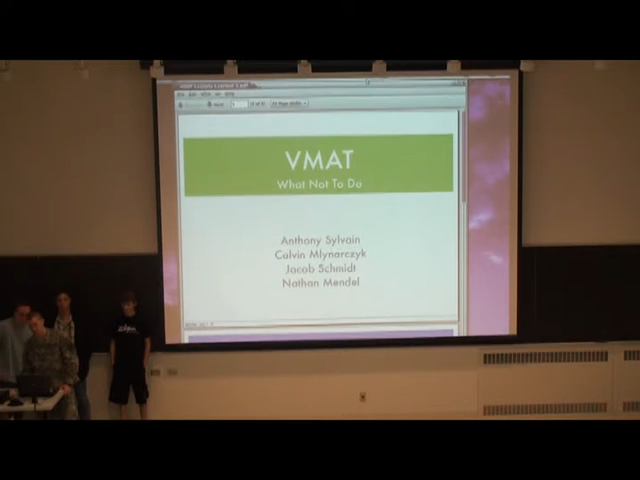 VMAT
What Not To Do
Anthony Sylvain
Calvin Mlynarczyk
Jacob Schmidt
Nathan Mendel